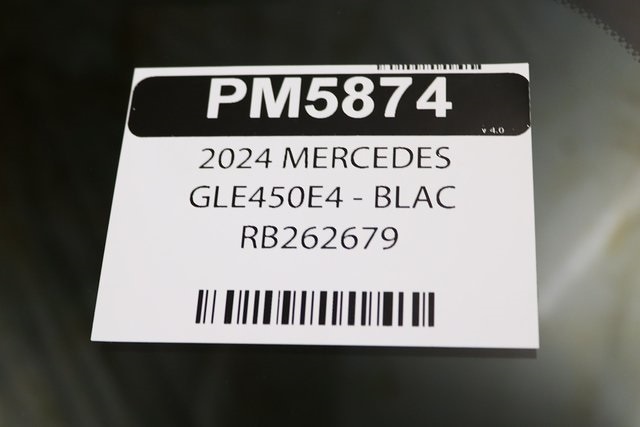 PM5874
v 4.0
2024 MERCEDES
GLE450E4 - BLAC
RB262679